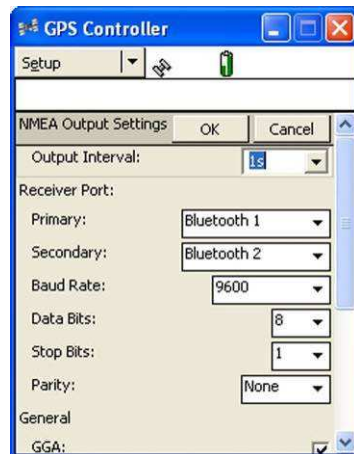 GPS Controller
Setup
NMEA Output Settings OK Cancel
Output Interval: 1s
Receiver Port:
Primary: Bluetooth 1
Secondary: Bluetooth 2
Baud Rate: 9600
Data Bits: 8
Stop Bits: 1
Parity: None
General
GGA: